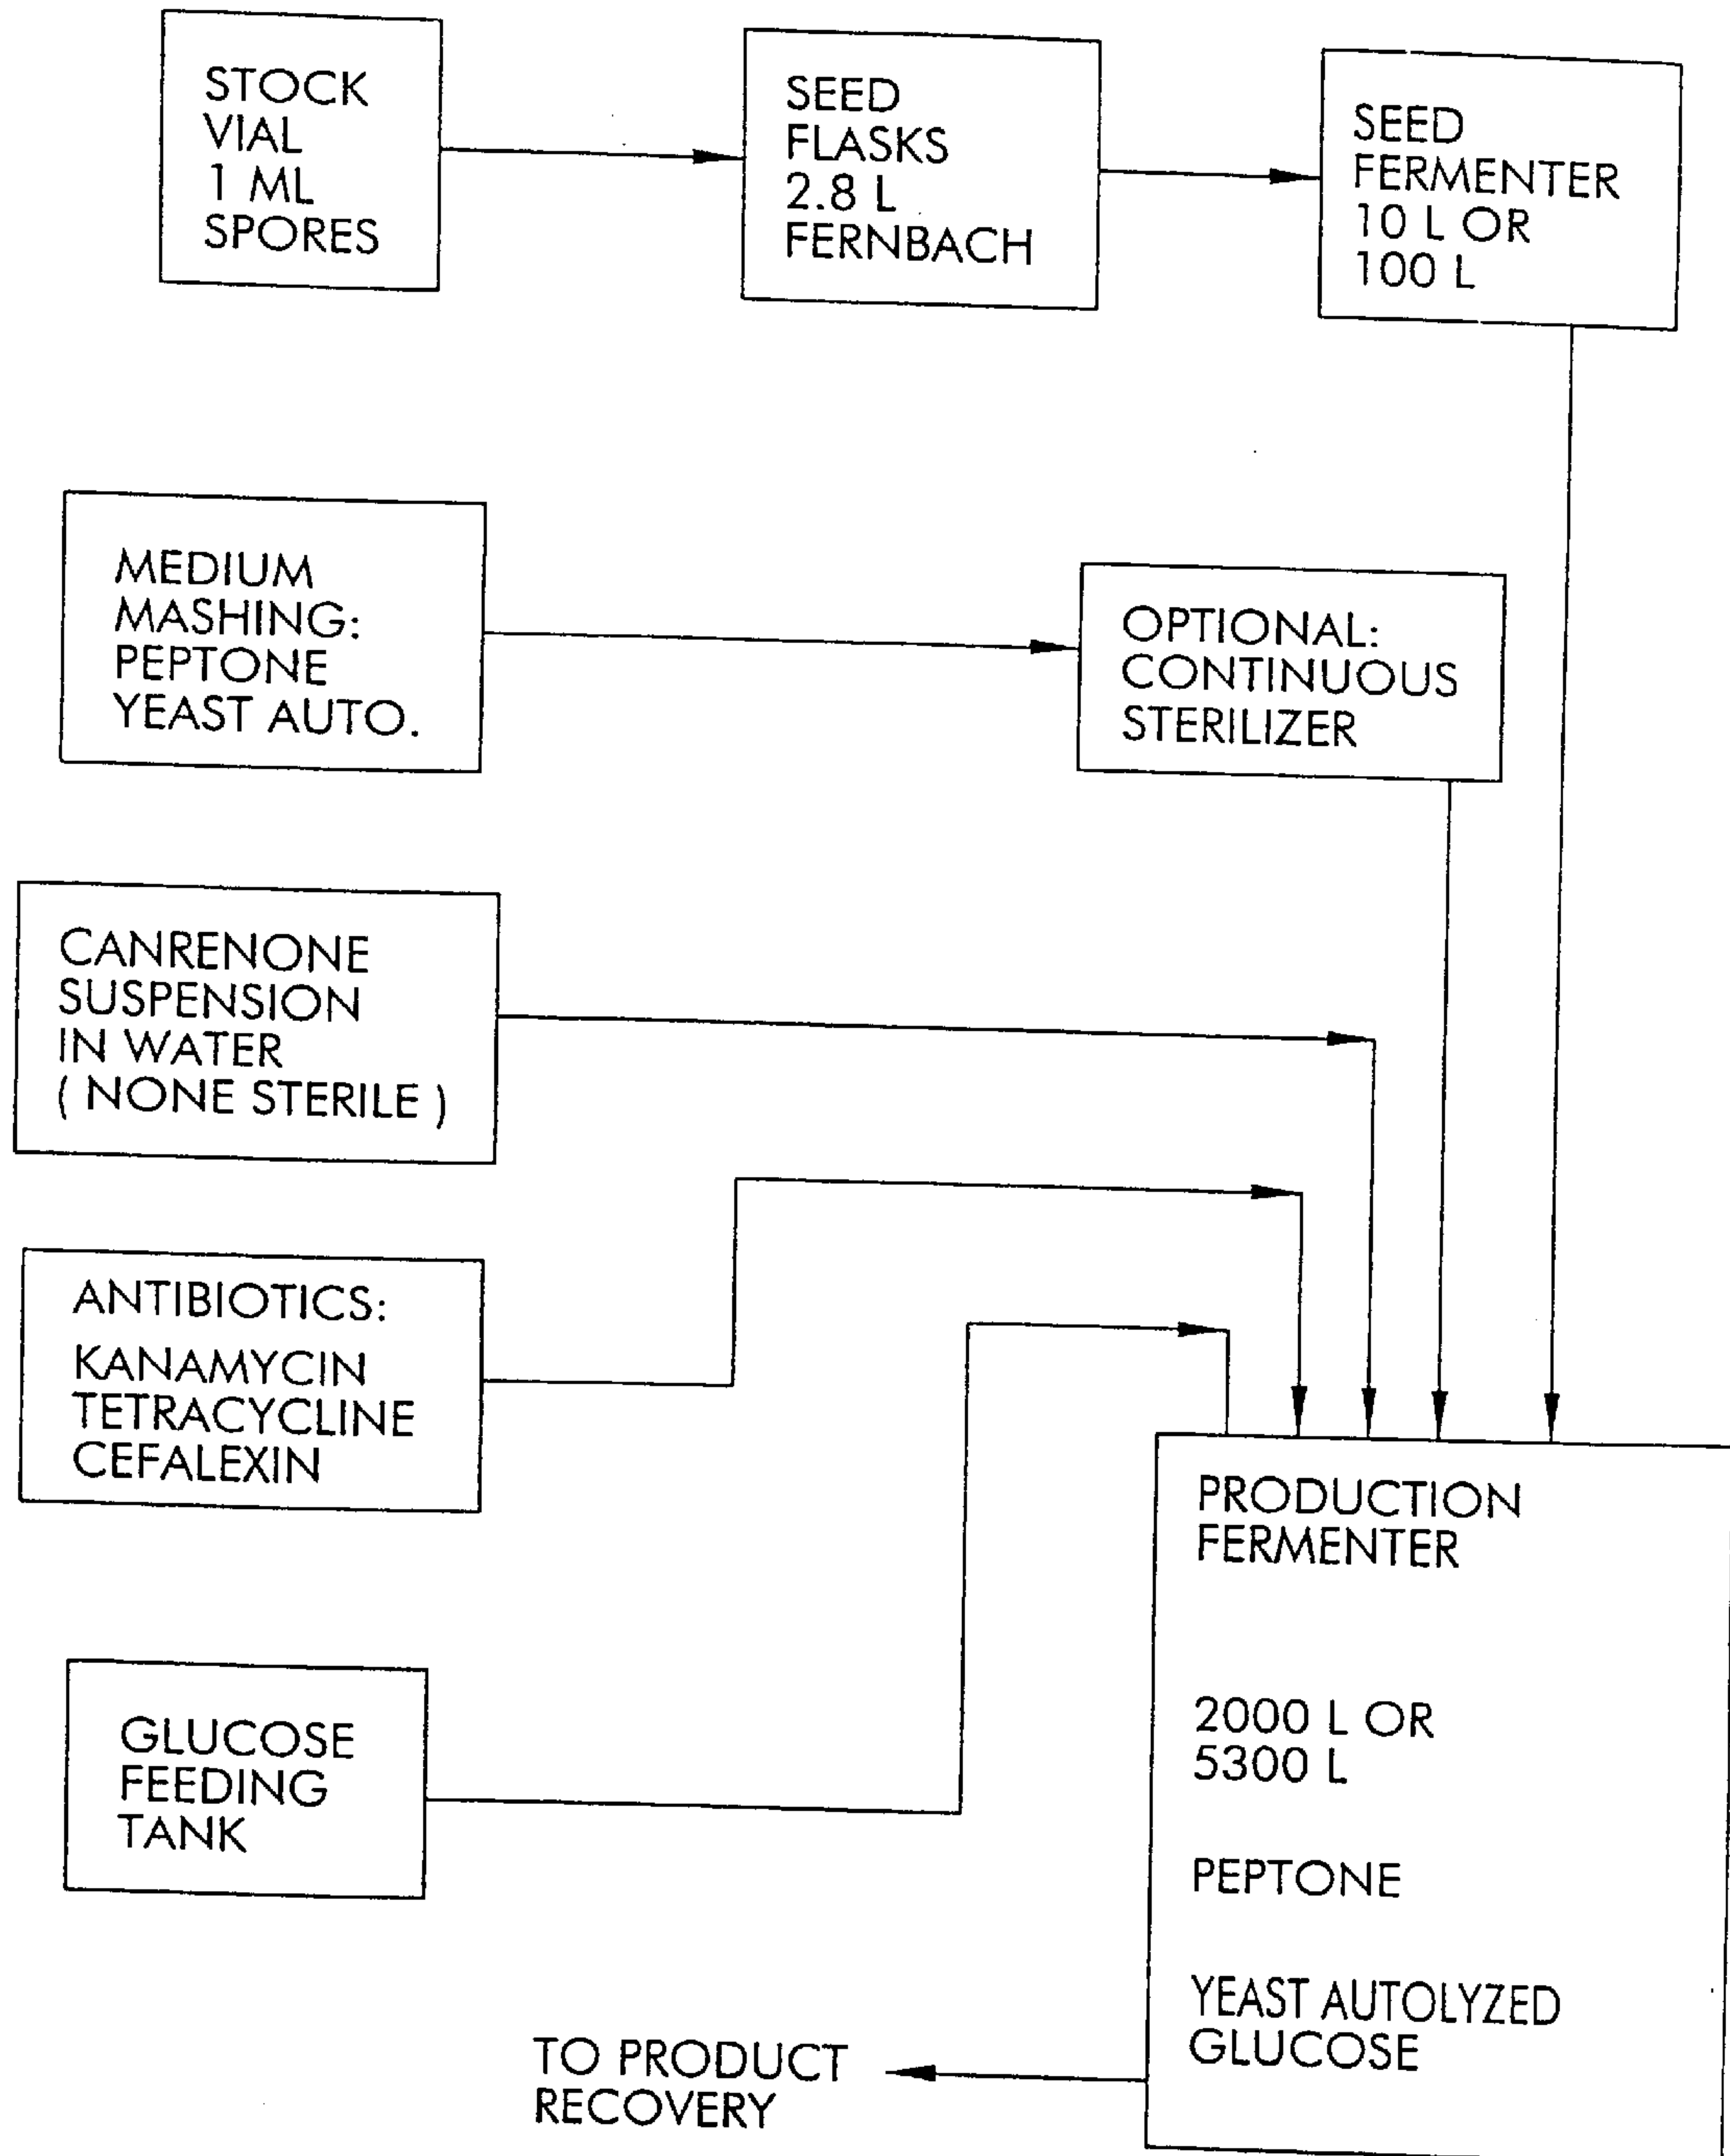 STOCK
VIAL
1 ML
SPORES
SEED
FLASKS
2.8 L
FERNBACH
SEED
FERMENTER
10 L OR
100 L
MEDIUM
MASHING:
PEPTONE
YEAST AUTO.
OPTIONAL:
CONTINUOUS
STERILIZER
CANRENONE
SUSPENSION
IN WATER
( NONE STERILE )
ANTIBIOTICS:
KANAMYCIN
TETRACYCLINE
CEFALEXIN
GLUCOSE
FEEDING
TANK
PRODUCTION
FERMENTER
2000 L OR
5300 L
PEPTONE
YEAST AUTOLYZED
GLUCOSE
TO PRODUCT
RECOVERY